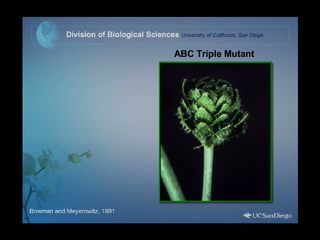 Division of Biological Sciences University of California, San Diego
ABC Triple Mutant
Bowman and Meyerowitz, 1991
UCSanDiego